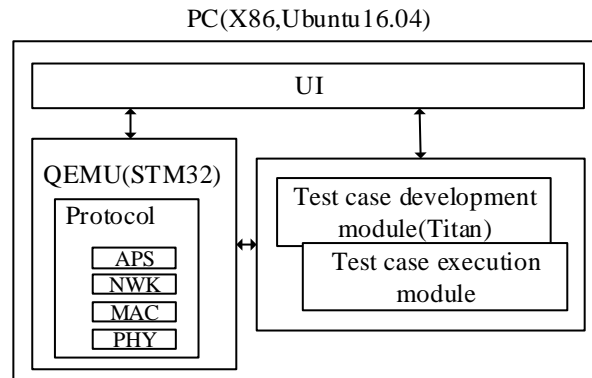 PC(X86,Ubuntu16.04)
UI
QEMU(STM32)
Protocol
APS
NWK
MAC
PHY
Test case development
module(Titan)
Test case execution
module